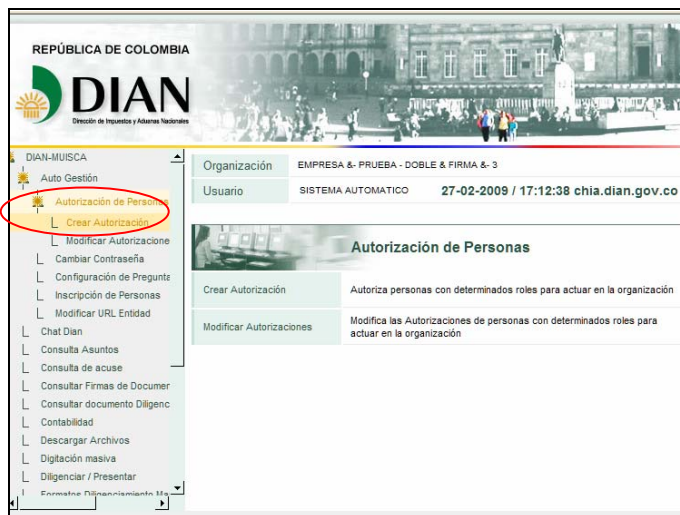 REPÚBLICA DE COLOMBIA
DIAN
Dirección de Impuestos y Aduanas Nacionales
DIAN-MUISCA
Auto Gestión
Autorización de Personas
Crear Autorización
Modificar Autorizacione
Cambiar Contraseña
Configuración de Pregunta
Inscripción de Personas
Modificar URL Entidad
Chat Dian
Consulta Asuntos
Consulta de acuse
Consultar Firmas de Documer
Consultar documento Diligenc
Contabilidad
Descargar Archivos
Digitación masiva
Diligenciar / Presentar
Formatos Diligenciamiento Ma
Organización EMPRESA &- PRUEBA - DOBLE & FIRMA &- 3
Usuario SISTEMA AUTOMATICO 27-02-2009 / 17:12:38 chia.dian.gov.co
Autorización de Personas
Crear Autorización Autoriza personas con determinados roles para actuar en la organización
Modificar Autorizaciones Modifica las Autorizaciones de personas con determinados roles para
actuar en la organización